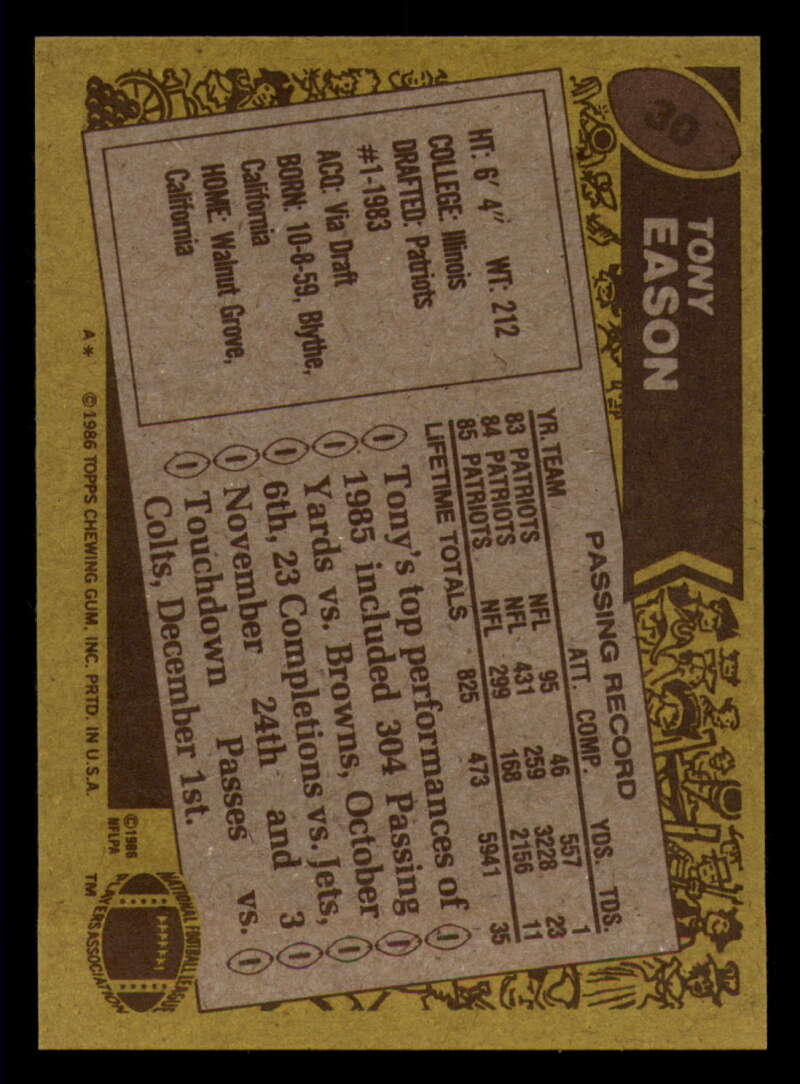 30
TONY
EASON
HT: 6' 4" WT: 212
COLLEGE: Illinois
DRAFTED: Patriots
#1-1983
ACQ: Via Draft
BORN: 10-8-59, Blythe,
California
HOME: Walnut Grove,
California
PASSING RECORD
YR. TEAM ATT. COMP. YDS. TDS.
83 PATRIOTS NFL 95 46 557 1
84 PATRIOTS NFL 431 259 3228 23
85 PATRIOTS NFL 299 168 2156 11
LIFETIME TOTALS 825 473 5941 35
Tony's top performances of
1985 included 304 Passing
Yards vs. Browns, October
6th, 23 Completions vs. Jets,
November 24th and 3
Touchdown Passes vs.
Colts, December 1st.
A* ©1986 TOPPS CHEWING GUM, INC. PRTD. IN U.S.A.
©1986
NFLPA
TM
NATIONAL FOOTBALL LEAGUE
PLAYERS ASSOCIATION